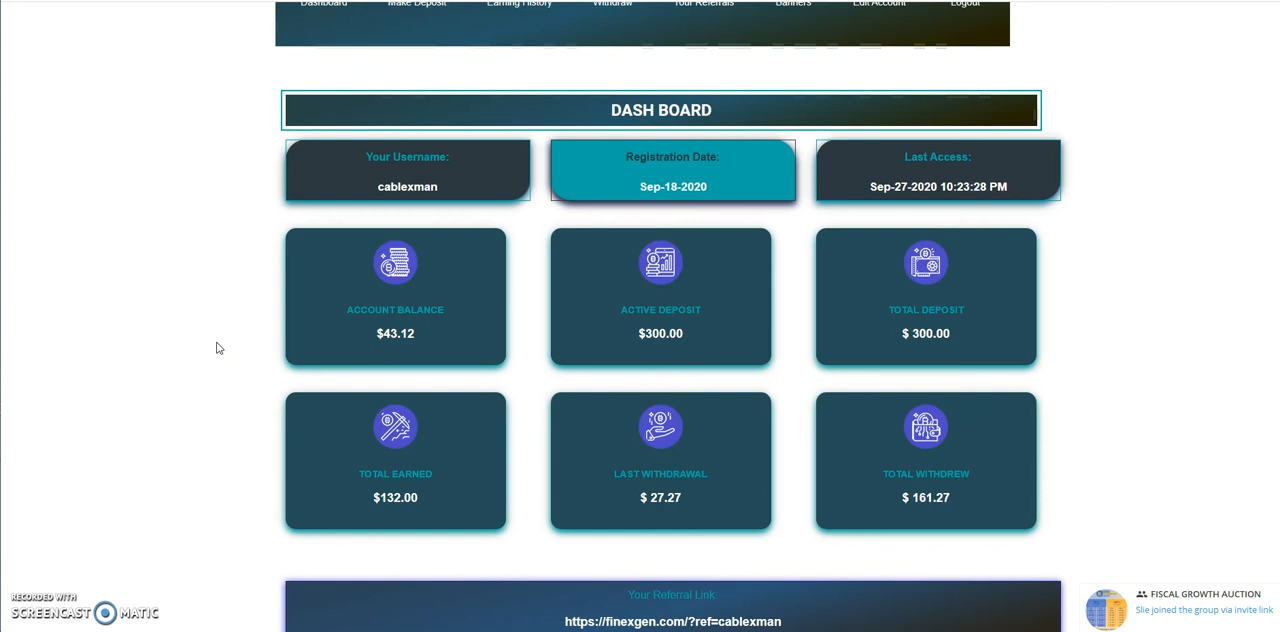 Dashboard Make Deposit Earning History Withdraw Your Referrals Banners Edit Account Logout
DASH BOARD
Your Username: Registration Date: Last Access:
cablexman Sep-18-2020 Sep-27-2020 10:23:28 PM
ACCOUNT BALANCE ACTIVE DEPOSIT TOTAL DEPOSIT
$43.12 $300.00 $ 300.00
TOTAL EARNED LAST WITHDRAWAL TOTAL WITHDREW
$132.00 $ 27.27 $ 161.27
Your Referral Link:
https://finexgen.com/?ref=cablexman
RECORDED WITH
SCREENCAST MATIC
FISCAL GROWTH AUCTION
Slie joined the group via invite link